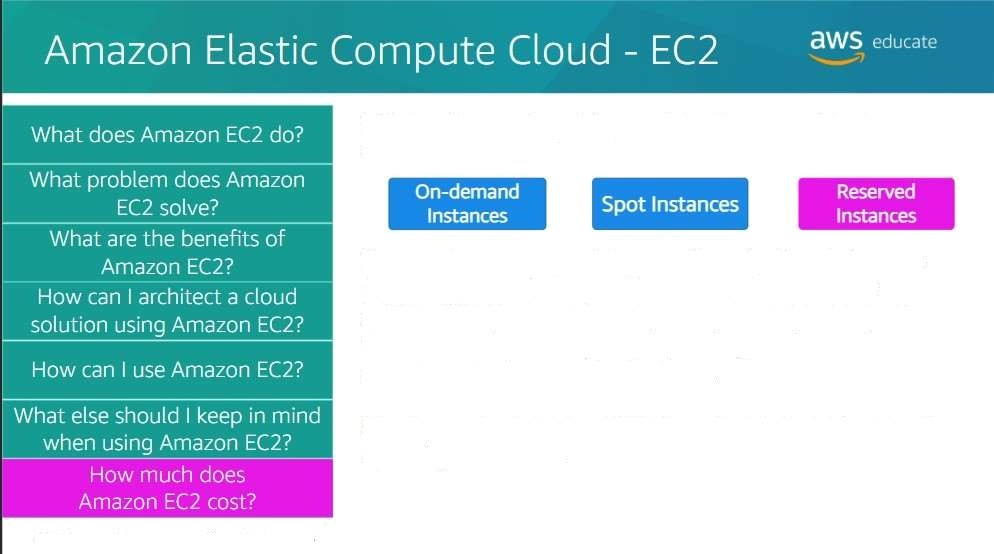 Amazon Elastic Compute Cloud - EC2
aws educate
What does Amazon EC2 do?
What problem does Amazon
EC2 solve?
What are the benefits of
Amazon EC2?
How can I architect a cloud
solution using Amazon EC2?
How can I use Amazon EC2?
What else should I keep in mind
when using Amazon EC2?
How much does
Amazon EC2 cost?
On-demand
Instances
Spot Instances
Reserved
Instances